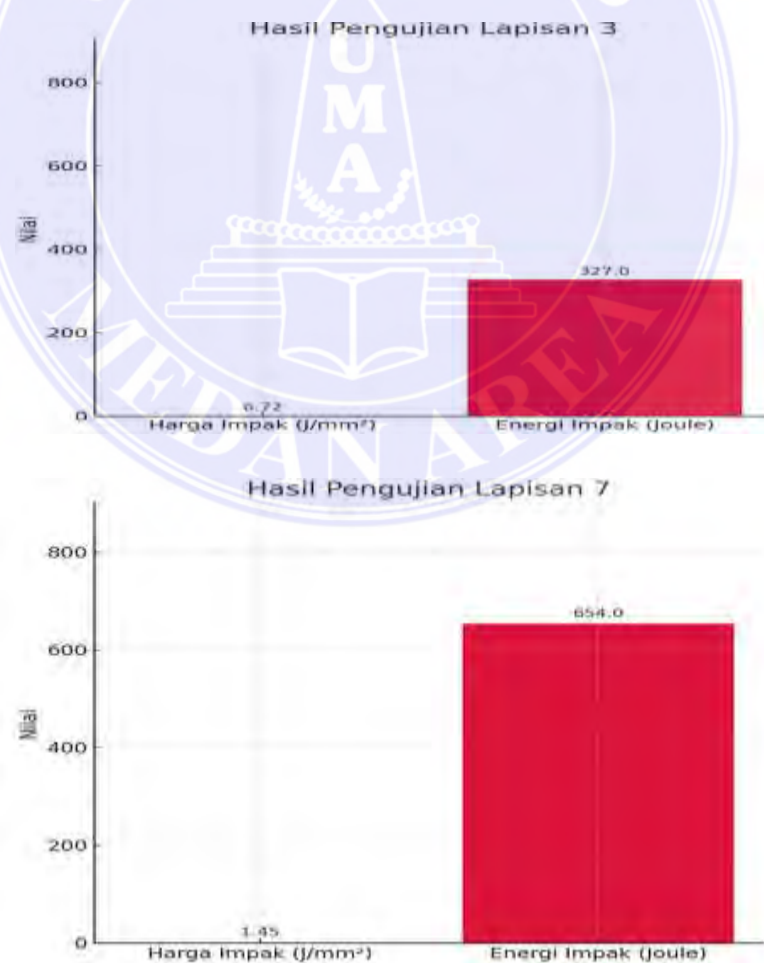 Hasil Pengujian Lapisan 3
800
600
400
200
0
Nilai
U
M
A
327.0
0.72
Harga Impak (J/mm²)
Energi Impak (Joule)
MEDAN AREA
Hasil Pengujian Lapisan 7
800
600
400
200
0
Nilai
654.0
1.45
Harga Impak (J/mm²)
Energi Impak (Joule)